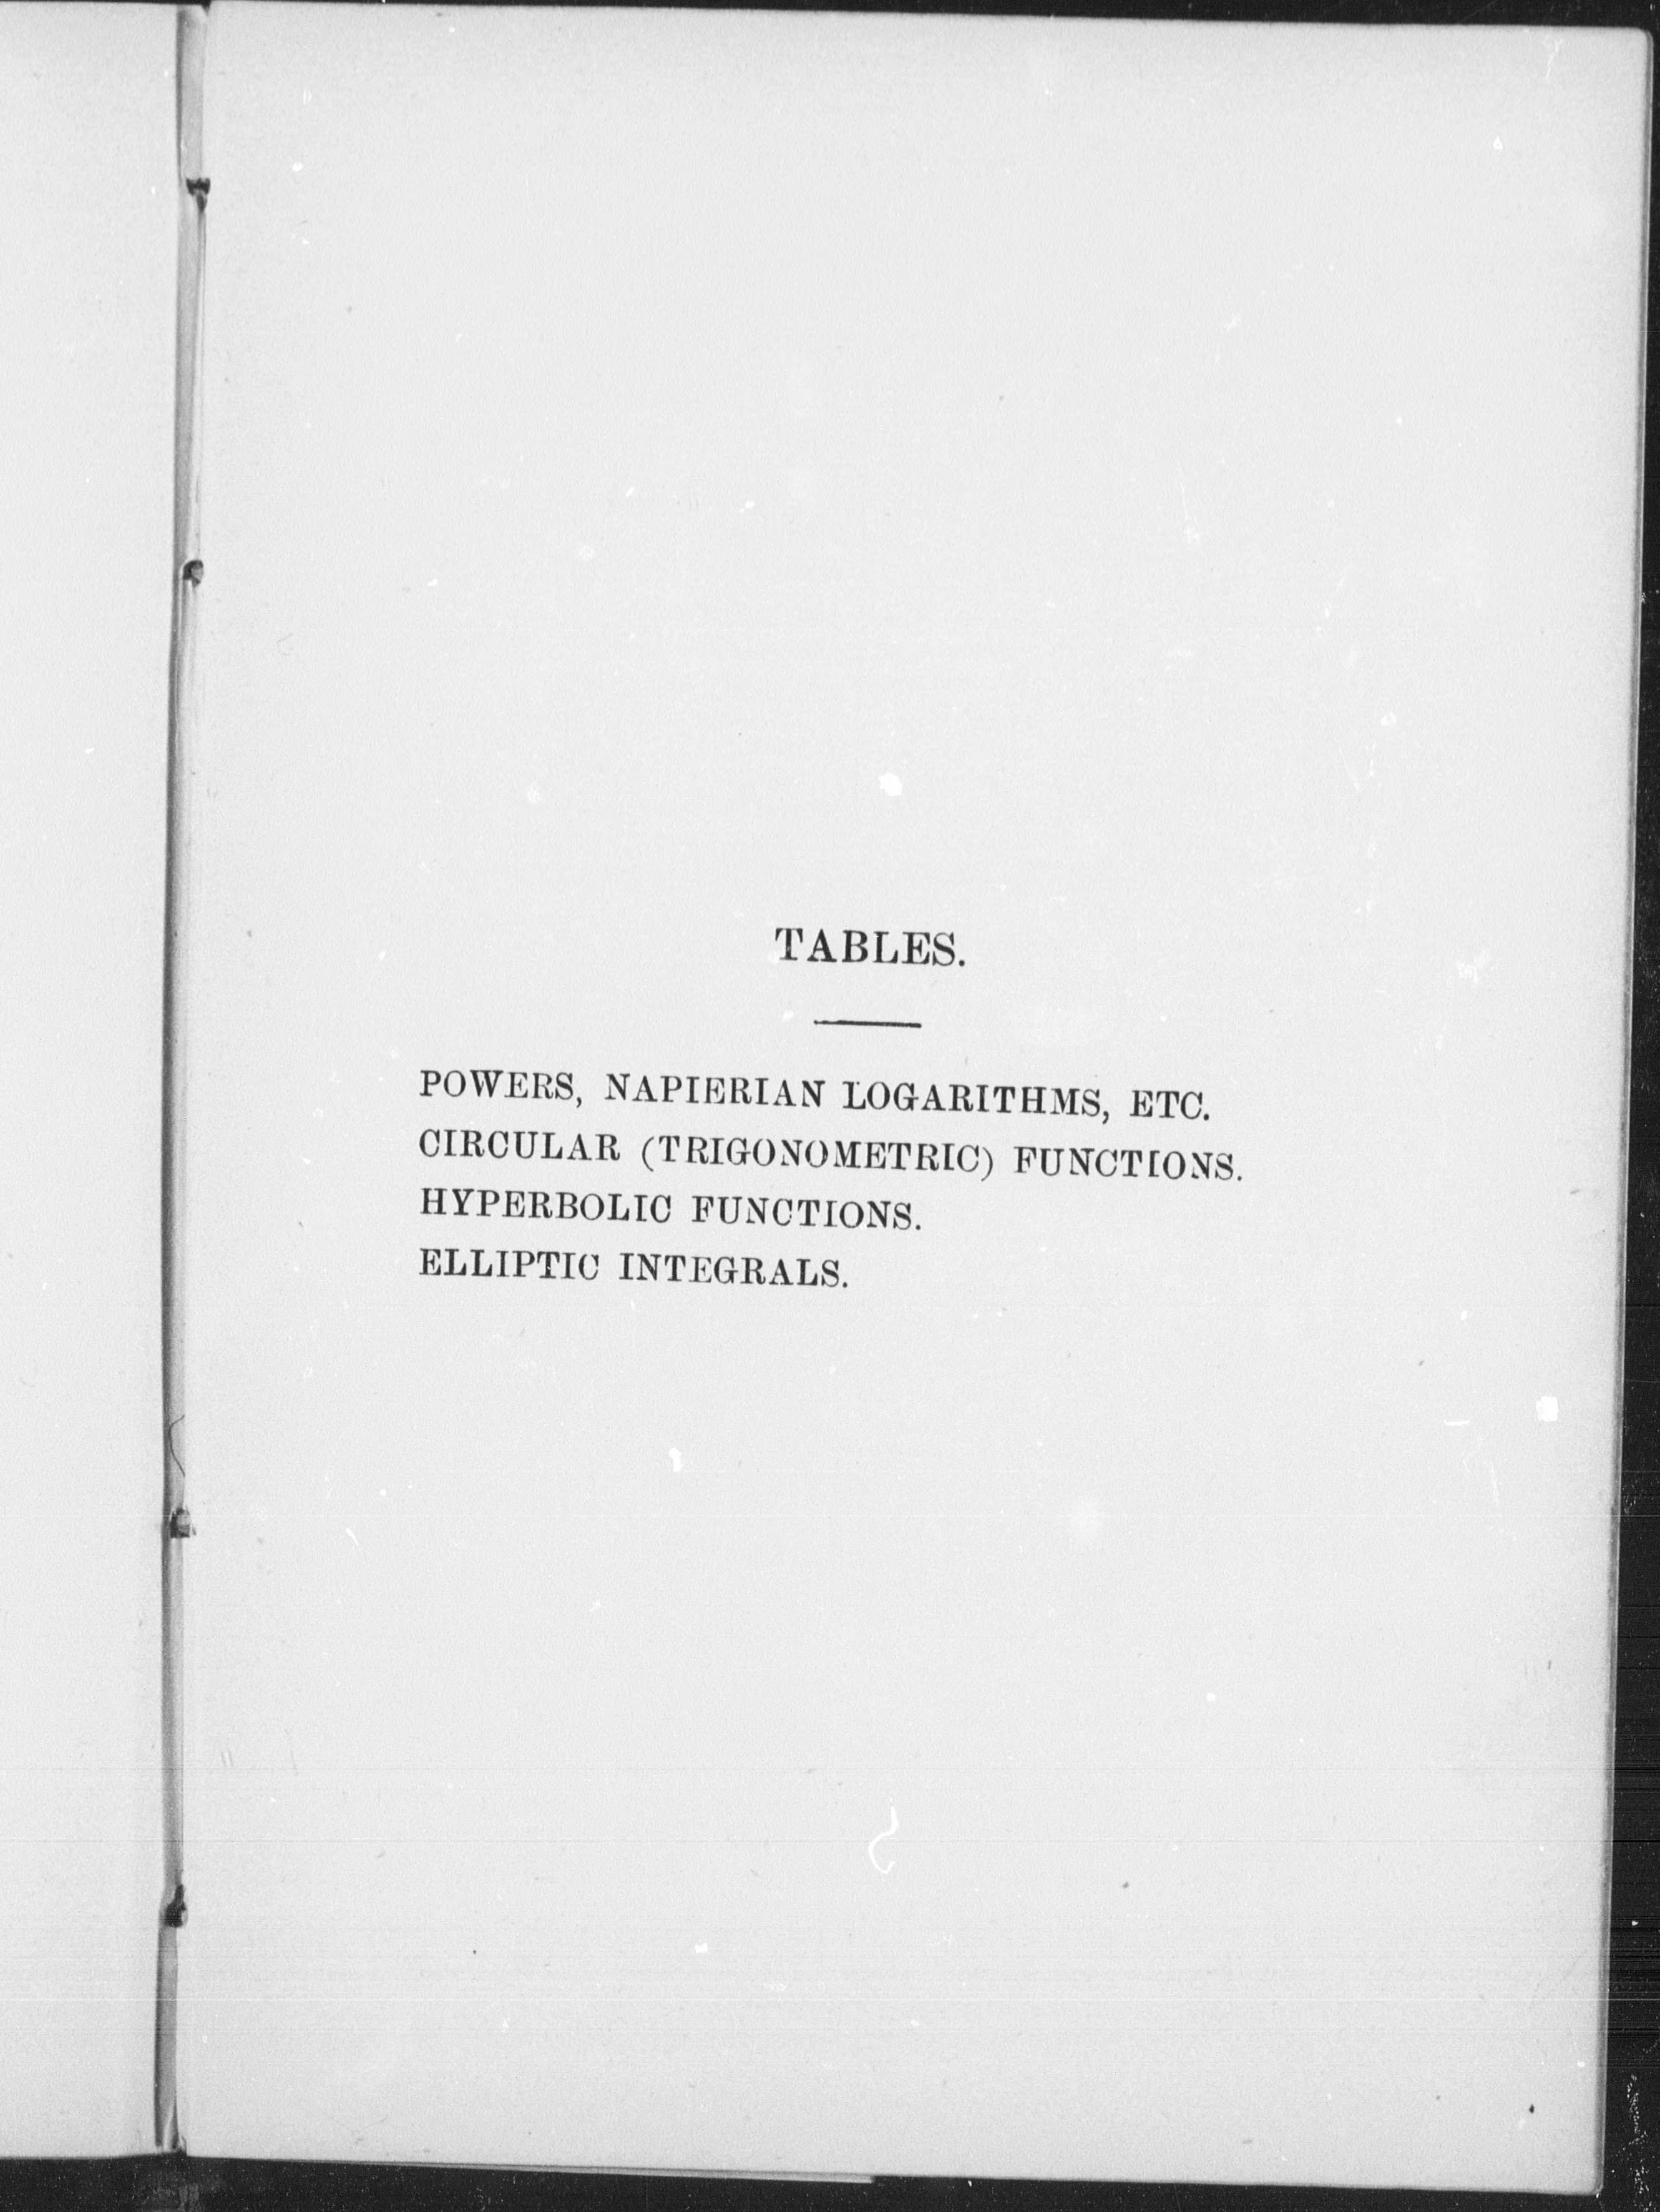 TABLES.
POWERS, NAPIERIAN LOGARITHMS, ETC.
CIRCULAR (TRIGONOMETRIC) FUNCTIONS.
HYPERBOLIC FUNCTIONS.
ELLIPTIC INTEGRALS.